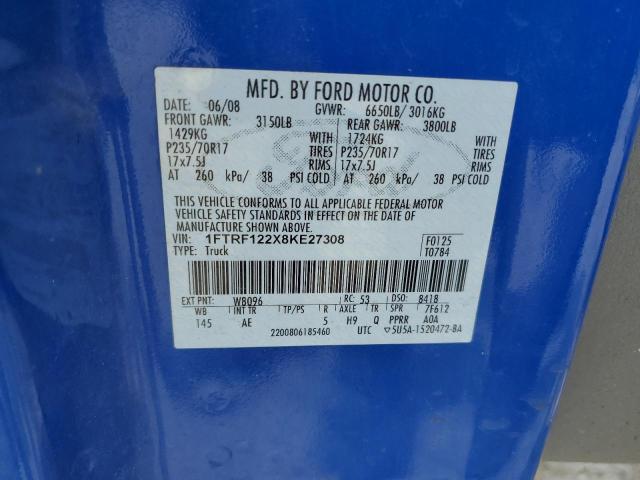 MFD. BY FORD MOTOR CO.
DATE: 06/08 GVWR: 6650LB/ 3016KG
FRONT GAWR: 3150LB REAR GAWR: 3800LB
1429KG WITH 1724KG WITH
P235/70R17 TIRES P235/70R17 TIRES
17x7.5J RIMS 17x7.5J RIMS
AT 260 kPa/ 38 PSI COLD AT 260 kPa/ 38 PSI COLD
THIS VEHICLE CONFORMS TO ALL APPLICABLE FEDERAL MOTOR
VEHICLE SAFETY STANDARDS IN EFFECT ON THE DATE OF
MANUFACTURE SHOWN ABOVE.
VIN: 1FTRF122X8KE27308 F0125
TYPE: Truck T0784
EXT PNT: W8096 RC: 53 DSO: 8418
WB INT TR TP/PS R AXLE TR SPR 7F612
145 AE 5 H9 Q PPRR A0A
2200806185460 UTC ▽5U5A-1520472-BA